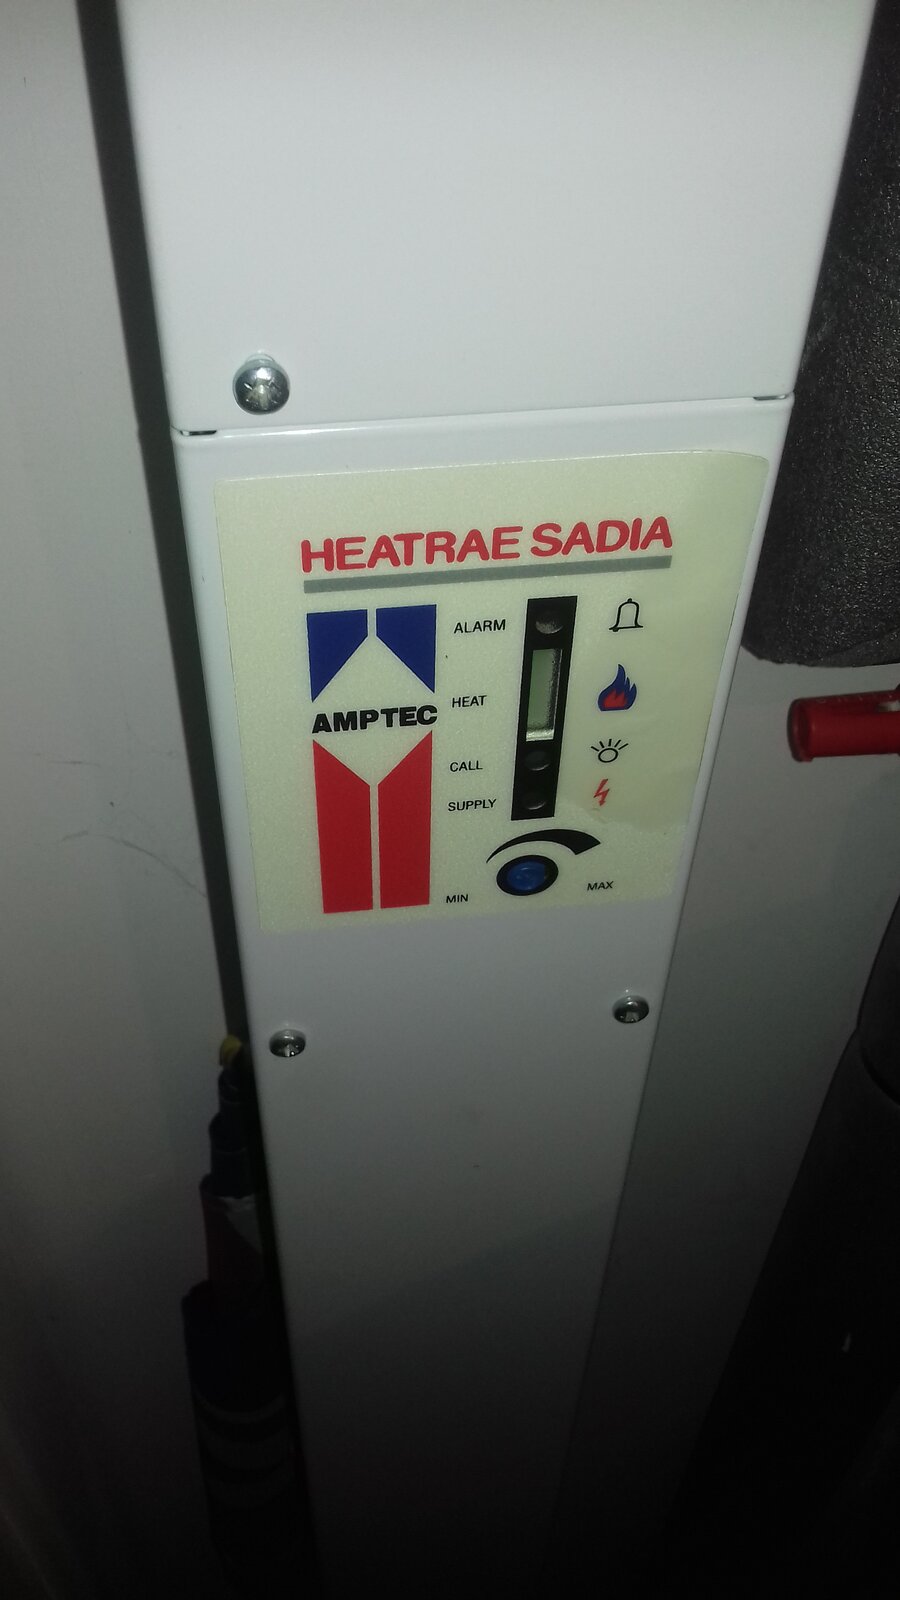 HEATRAE SADIA
ALARM
HEAT
AMPTEC
CALL
SUPPLY
MIN
MAX